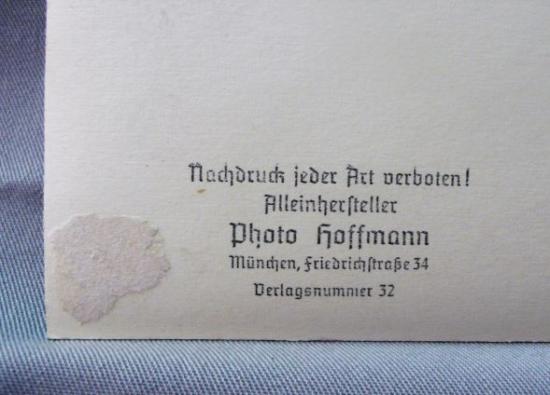 Nachdruck jeder Art verboten!
Alleinhersteller
Photo Hoffmann
München, Friedrichstraße 34
Verlagsnummer 32